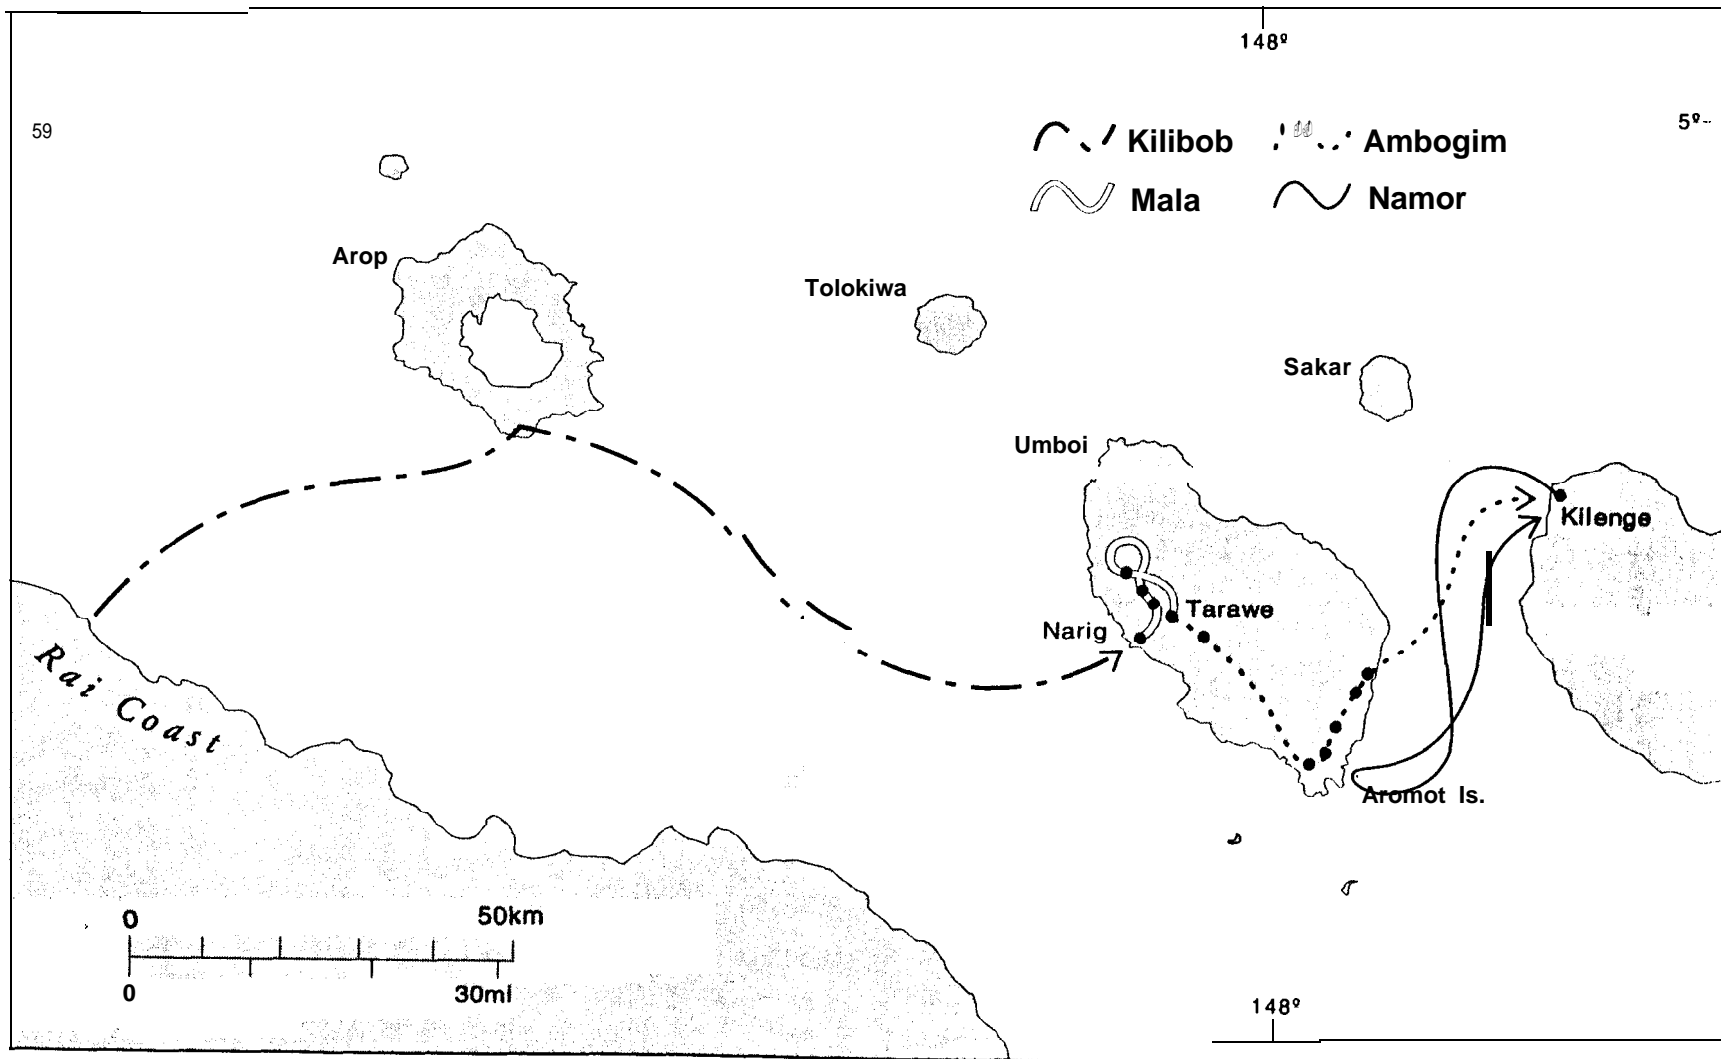 148º
59
5º
Kilibob
Ambogim
Mala
Namor
Arop
Tolokiwa
Sakar
Umboi
Kilenge
Tarawe
Narig
Rai Coast
Aromot Is.
0 50km
0 30ml
148º